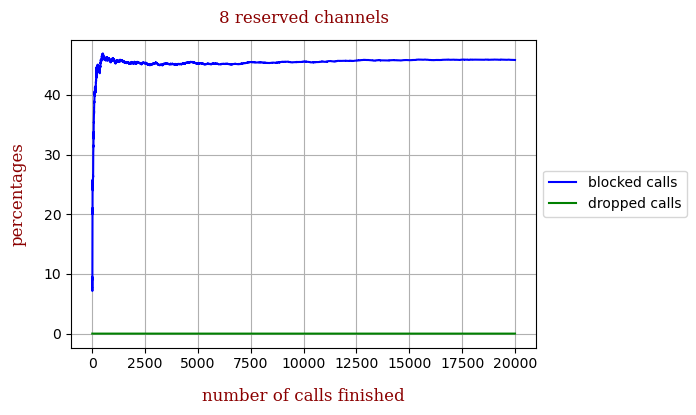 8 reserved channels
percentages
40
30
20
10
0
0 2500 5000 7500 10000 12500 15000 17500 20000
number of calls finished
blocked calls
dropped calls